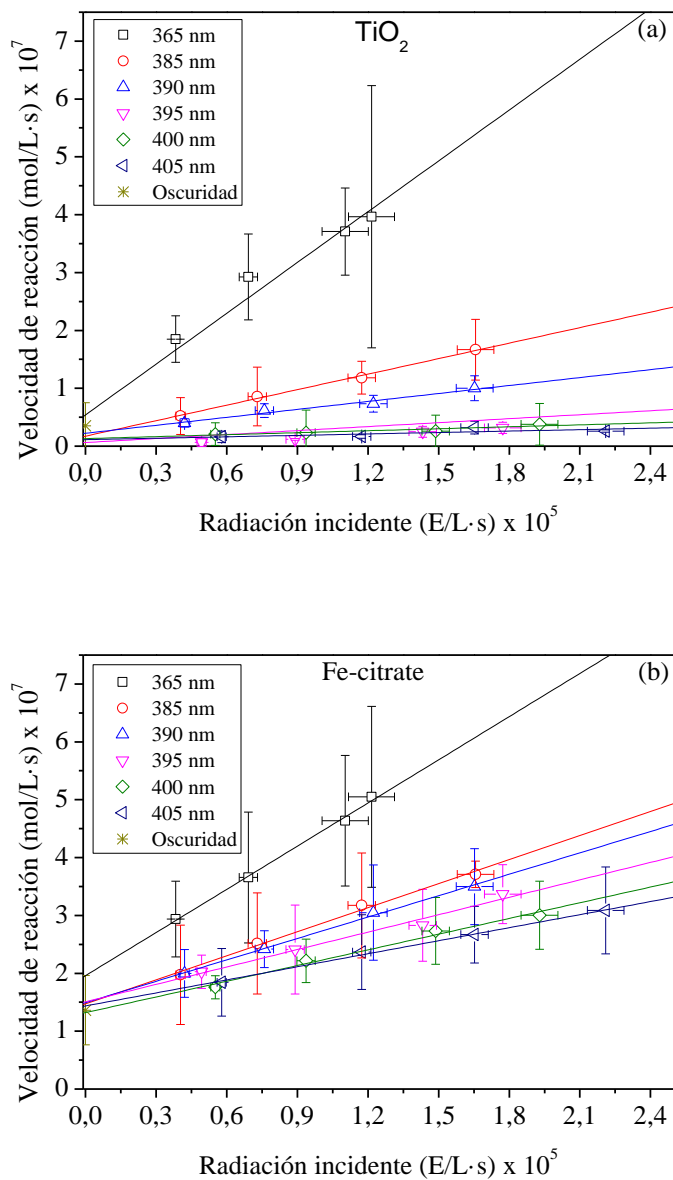 TiO2
(a)
365 nm
385 nm
390 nm
395 nm
400 nm
405 nm
Oscuridad
Velocidad de reacción (mol/L·s) x 10^7
7
6
5
4
3
2
1
0
0,0 0,3 0,6 0,9 1,2 1,5 1,8 2,1 2,4
Radiación incidente (E/L·s) x 10^5
Fe-citrate
(b)
365 nm
385 nm
390 nm
395 nm
400 nm
405 nm
Oscuridad
Velocidad de reacción (mol/L·s) x 10^7
7
6
5
4
3
2
1
0
0,0 0,3 0,6 0,9 1,2 1,5 1,8 2,1 2,4
Radiación incidente (E/L·s) x 10^5